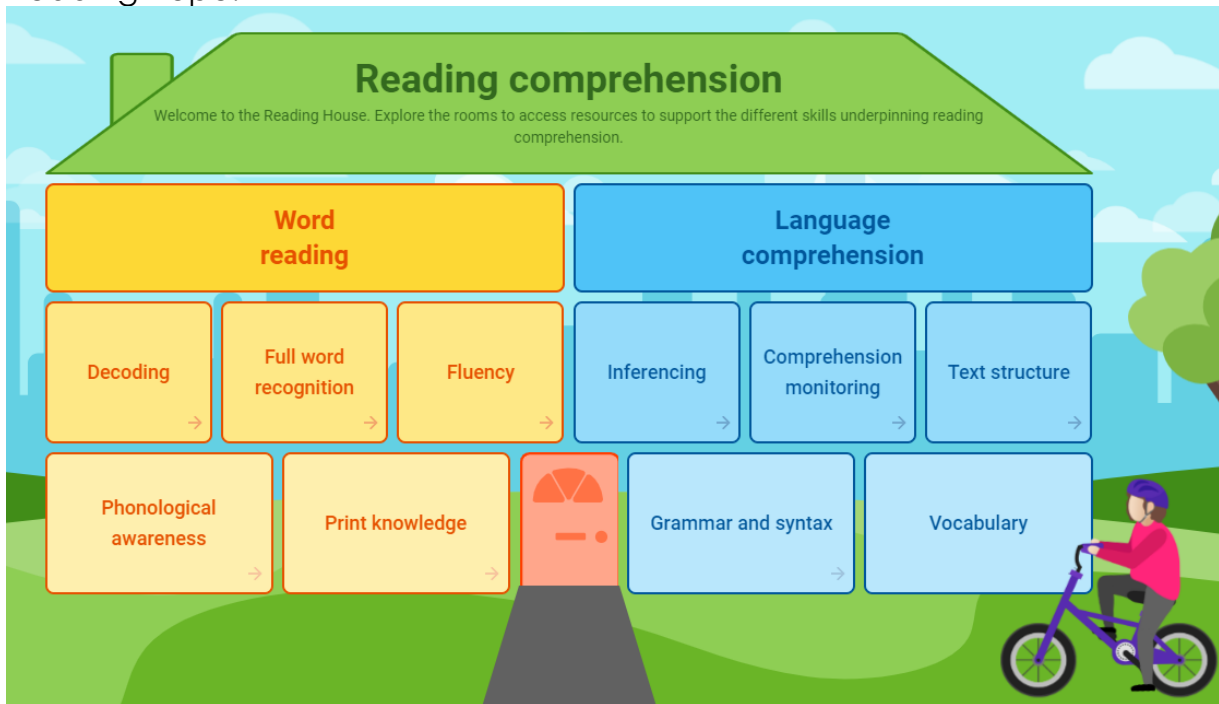 Reading comprehension
Welcome to the Reading House. Explore the rooms to access resources to support the different skills underpinning reading
comprehension.
Word
reading
Language
comprehension
Decoding
Full word
recognition
Fluency
Inferencing
Comprehension
monitoring
Text structure
Phonological
awareness
Print knowledge
Grammar and syntax
Vocabulary